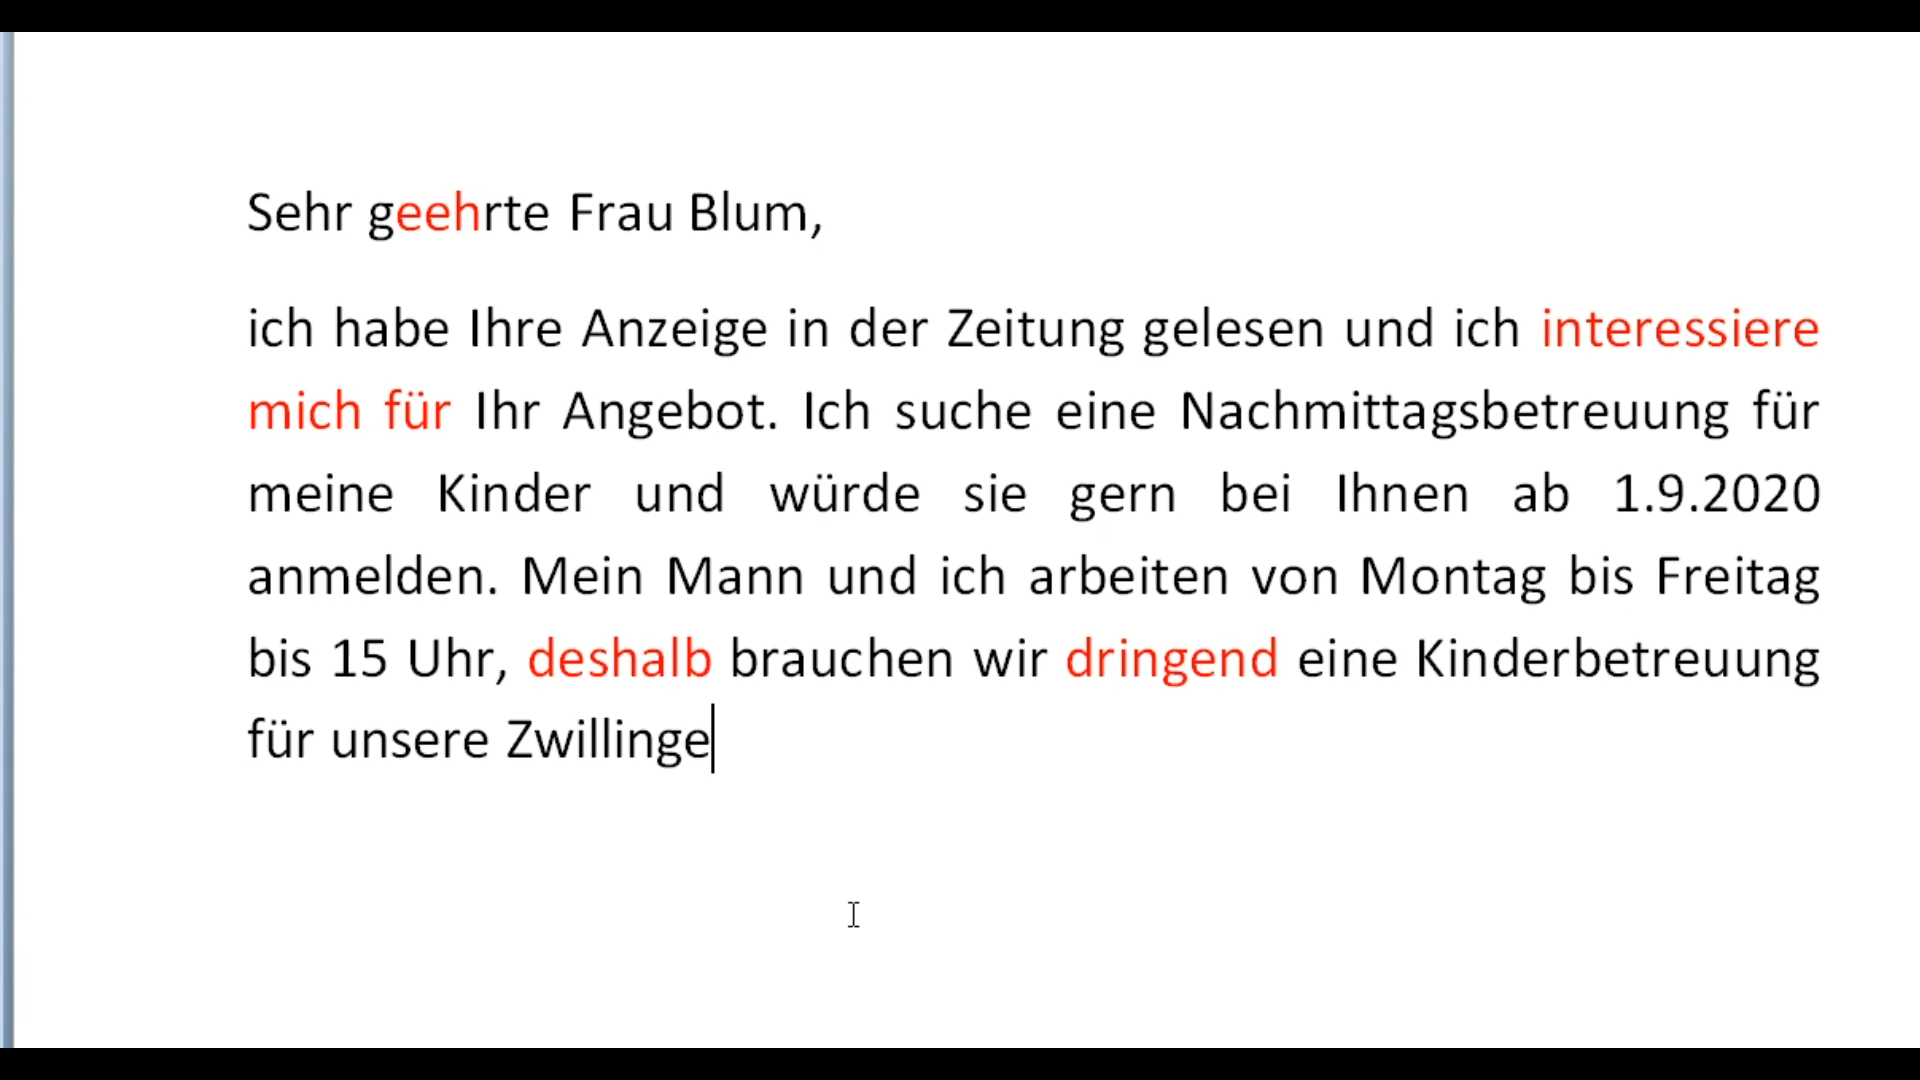 Sehr geehrte Frau Blum,
ich habe Ihre Anzeige in der Zeitung gelesen und ich interessiere
mich für Ihr Angebot. Ich suche eine Nachmittagsbetreuung für
meine Kinder und würde sie gern bei Ihnen ab 1.9.2020
anmelden. Mein Mann und ich arbeiten von Montag bis Freitag
bis 15 Uhr, deshalb brauchen wir dringend eine Kinderbetreuung
für unsere Zwillinge